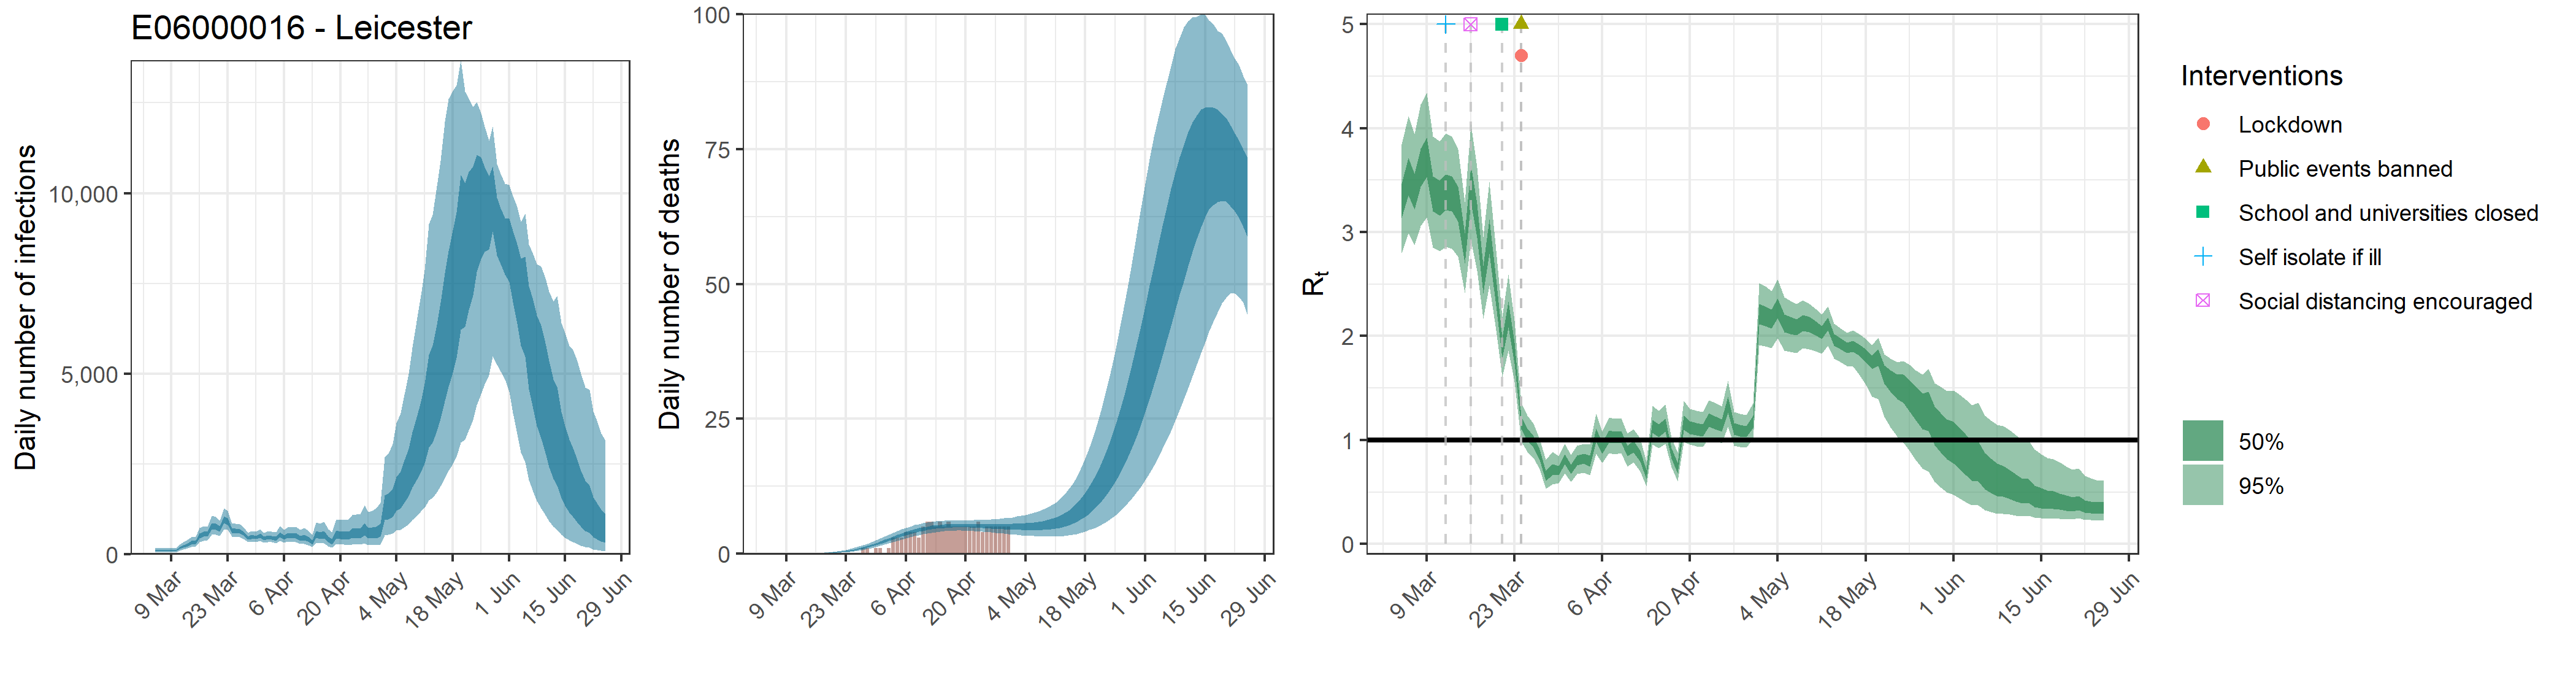 E06000016 - Leicester
Daily number of infections
10,000
5,000
0
9 Mar
23 Mar
6 Apr
20 Apr
4 May
18 May
1 Jun
15 Jun
29 Jun
Daily number of deaths
100
75
50
25
0
9 Mar
23 Mar
6 Apr
20 Apr
4 May
18 May
1 Jun
15 Jun
29 Jun
Rt
5
4
3
2
1
0
9 Mar
23 Mar
6 Apr
20 Apr
4 May
18 May
1 Jun
15 Jun
29 Jun
Interventions
Lockdown
Public events banned
School and universities closed
Self isolate if ill
Social distancing encouraged
50%
95%